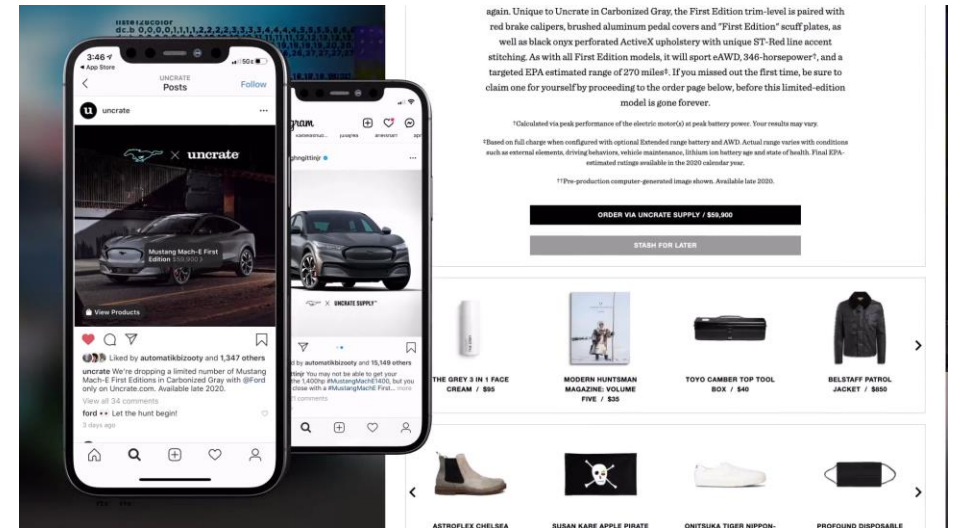 3:46
App Store
5GE
UNCRATE
Posts
Follow
uncrate
× uncrate
Mustang Mach-E First
Edition $59,900 >
View Products
Liked by automatikbizooty and 1,347 others
uncrate We're dropping a limited number of Mustang
Mach-E First Editions in Carbonized Gray with @Ford
only on Uncrate.com. Available late 2020.
View all 34 comments
ford 👀 Let the hunt begin!
3 days ago
× UNCRATE SUPPLY
by automatikbizooty and 15,149 others
You may not be able to get your
the 1,400hp #MustangMachE1400, but you
close with a #MustangMachE First... more
comments
again. Unique to Uncrate in Carbonized Gray, the First Edition trim-level is paired with
red brake calipers, brushed aluminum pedal covers and "First Edition" scuff plates, as
well as black onyx perforated ActiveX upholstery with unique ST-Red line accent
stitching. As with all First Edition models, it will sport eAWD, 346-horsepower†, and a
targeted EPA estimated range of 270 miles‡. If you missed out the first time, be sure to
claim one for yourself by proceeding to the order page below, before this limited-edition
model is gone forever.
†Calculated via peak performance of the electric motor(s) at peak battery power. Your results may vary.
‡Based on full charge when configured with optional Extended range battery and AWD. Actual range varies with conditions
such as external elements, driving behaviors, vehicle maintenance, lithium ion battery age and state of health. Final EPA-
estimated ratings available in the 2020 calendar year.
††Pre-production computer-generated image shown. Available late 2020.
ORDER VIA UNCRATE SUPPLY / $59,900
STASH FOR LATER
THE GREY 3 IN 1 FACE
CREAM / $95
MODERN HUNTSMAN
MAGAZINE: VOLUME
FIVE / $35
TOYO CAMBER TOP TOOL
BOX / $40
BELSTAFF PATROL
JACKET / $850
ASTROFLEX CHELSEA
SUSAN KARE APPLE PIRATE
ONITSUKA TIGER NIPPON-
PROFOUND DISPOSABLE